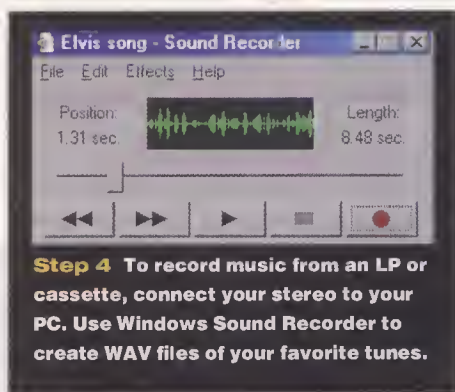 Elvis song - Sound Recorder
File Edit Effects Help
Position: Length:
1.31 sec. 8.48 sec.
Step 4 To record music from an LP or
cassette, connect your stereo to your
PC. Use Windows Sound Recorder to
create WAV files of your favorite tunes.